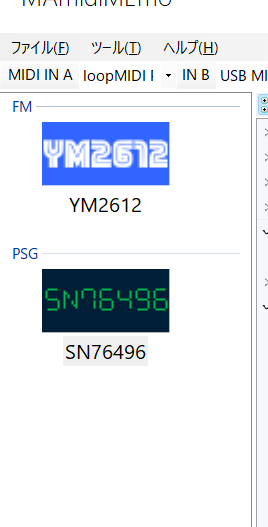 MAmidiMEmo
ファイル(F) ツール(T) ヘルプ(H)
MIDI IN A loopMIDI I IN B USB MI
FM
YM2612
YM2612
PSG
SN76496
SN76496